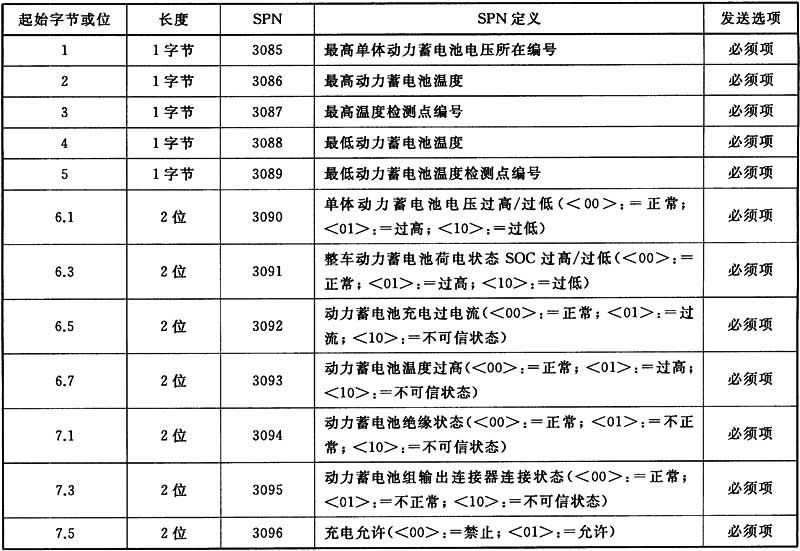 起始字节或位 长度 SPN SPN定义 发送选项
1 1字节 3085 最高单体动力蓄电池电压所在编号 必须项
2 1字节 3086 最高动力蓄电池温度 必须项
3 1字节 3087 最高温度检测点编号 必须项
4 1字节 3088 最低动力蓄电池温度 必须项
5 1字节 3089 最低动力蓄电池温度检测点编号 必须项
6.1 2位 3090 单体动力蓄电池电压过高/过低(<00>:=正常;
<01>:=过高;<10>:=过低) 必须项
6.3 2位 3091 整车动力蓄电池荷电状态 SOC 过高/过低(<00>:=
正常;<01>:=过高;<10>:=过低) 必须项
6.5 2位 3092 动力蓄电池充电过电流(<00>:=正常;<01>:=过
流;<10>:=不可信状态) 必须项
6.7 2位 3093 动力蓄电池温度过高(<00>:=正常;<01>:=过高;
<10>:=不可信状态) 必须项
7.1 2位 3094 动力蓄电池绝缘状态(<00>:=正常;<01>:=不正
常;<10>:=不可信状态) 必须项
7.3 2位 3095 动力蓄电池组输出连接器连接状态(<00>:=正常;
<01>:=不正常;<10>:=不可信状态) 必须项
7.5 2位 3096 充电允许(<00>:=禁止;<01>:=允许) 必须项